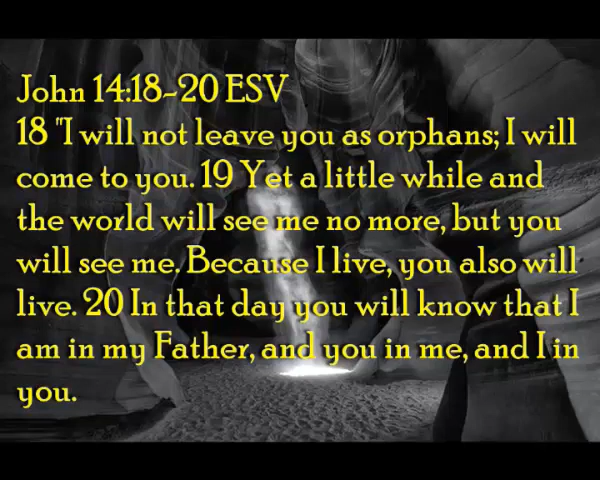 John 14:18-20 ESV
18 "I will not leave you as orphans; I will
come to you. 19 Yet a little while and
the world will see me no more, but you
will see me. Because I live, you also will
live. 20 In that day you will know that I
am in my Father, and you in me, and I in
you.